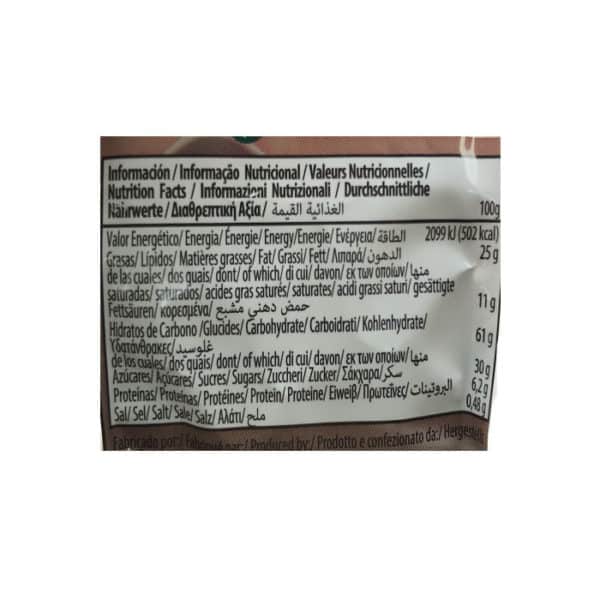 Información / Informação Nutricional / Valeurs Nutricionnelles /
Nutrition Facts / Informazioni Nutrizionali / Durchschnittliche
Nährwerte / Διαθρεπτική Αξία / الغذائية القيمة 100g
Valor Energético/ Energia/ Énergie/ Energy/Energie/ Ενέργεια/ الطاقة 2099 kJ (502 kcal)
Grasas/ Lípidos/ Matières grasses/ Fat/ Grassi/ Fett/ Λιπαρά/ الدهون 25 g
de las cuales/ dos quais/ dont/ of which/ di cui/ davon/ εκ των οποίων/ منها
saturadas/ saturados/ acides gras saturés/ saturates/ acidi grassi saturi/ gesättigte
Fettsäuren/ κορεσμένα/ حمض دهني مشبع 11 g
Hidratos de Carbono /Glucides/ Carbohydrate/ Carboidrati/ Kohlenhydrate/
Υδατάνθρακες/ غلوسيد 61 g
de los cuales/ dos quais/ dont/ of which/ di cui/ davon/ εκ των οποίων/ منها
Azúcares/ Açúcares/ Sucres/ Sugars/ Zuccheri/ Zucker/ Σάκχαρα/ سكر 30 g
Proteínas/ Proteínas/ Protéines/ Protein/ Proteine/ Eiweiß/ Πρωτεΐνες/ البروتينات 6,2 g
Sal/ Sel/ Salt/ Sale/ Salz/ Αλάτι/ ملح 0,48 g
Fabricado por:/ Fabriqué par:/ Produced by:/ Prodotto e confezionato da:/